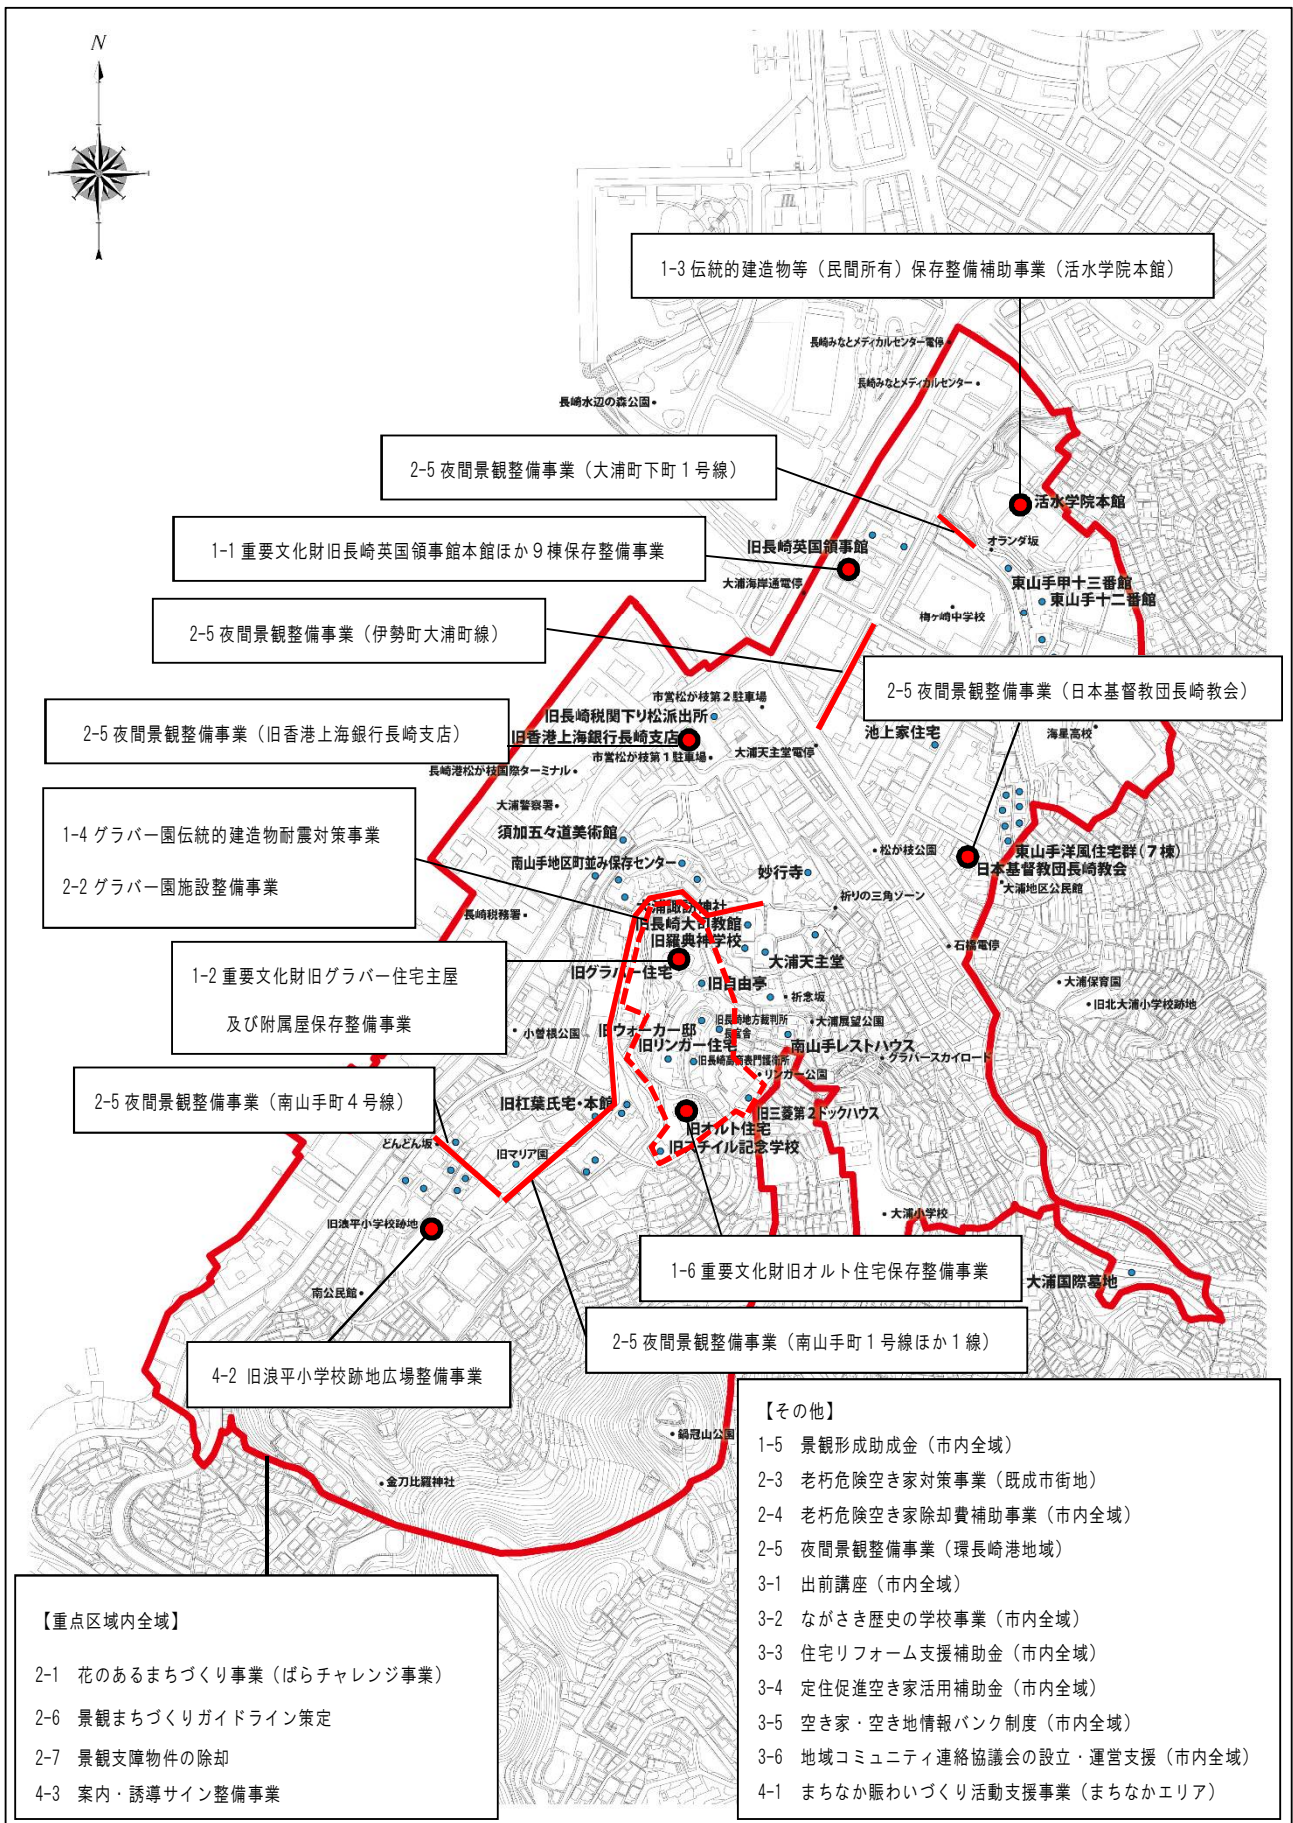 N
1-3 伝統的建造物等（民間所有）保存整備補助事業（活水学院本館）
長崎みなとメディカルセンター電停
長崎みなとメディカルセンター
長崎水辺の森公園
2-5 夜間景観整備事業（大浦町下町１号線）
活水学院本館
1-1 重要文化財旧長崎英国領事館本館ほか９棟保存整備事業
旧長崎英国領事館
オランダ坂
大浦海岸通電停
東山手甲十三番館
東山手十二番館
梅ヶ崎中学校
2-5 夜間景観整備事業（伊勢町大浦町線）
2-5 夜間景観整備事業（日本基督教団長崎教会）
市営松が枝第２駐車場
旧長崎税関下り松派出所
2-5 夜間景観整備事業（旧香港上海銀行長崎支店）
旧香港上海銀行長崎支店
池上家住宅
海星高校
市営松が枝第１駐車場
大浦天主堂電停
長崎港松が枝国際ターミナル
大浦警察署
1-4 グラバー園伝統的建造物耐震対策事業
2-2 グラバー園施設整備事業
須加五々道美術館
松が枝公園
東山手洋風住宅群（７棟）
南山手地区町並み保存センター
妙行寺
日本基督教団長崎教会
大浦地区公民館
祈りの三角ゾーン
大浦諏訪神社
長崎税務署
旧長崎大司教館
旧羅典神学校
石橋電停
1-2 重要文化財旧グラバー住宅主屋
及び附属屋保存整備事業
旧グラバー住宅
大浦天主堂
旧自由亭
大浦保育園
祈念坂
旧北大浦小学校跡地
小曽根公園
旧ウォーカー邸
旧長崎地方裁判所
長官舎
大浦展望公園
旧リンガー住宅
南山手レストハウス
グラバースカイロード
旧長崎高商表門護衛所
リンガー公園
2-5 夜間景観整備事業（南山手町４号線）
旧杠葉氏宅・本館
旧三菱第２ドックハウス
旧オルト住宅
どんどん坂
旧スチイル記念学校
旧マリア園
大浦小学校
旧浪平小学校跡地
1-6 重要文化財旧オルト住宅保存整備事業
大浦国際墓地
南公民館
2-5 夜間景観整備事業（南山手町１号線ほか１線）
4-2 旧浪平小学校跡地広場整備事業
鍋冠山公園
金刀比羅神社
【その他】
1-5 景観形成助成金（市内全域）
2-3 老朽危険空き家対策事業（既成市街地）
2-4 老朽危険空き家除却費補助事業（市内全域）
2-5 夜間景観整備事業（環長崎港地域）
3-1 出前講座（市内全域）
3-2 ながさき歴史の学校事業（市内全域）
3-3 住宅リフォーム支援補助金（市内全域）
3-4 定住促進空き家活用補助金（市内全域）
3-5 空き家・空き地情報バンク制度（市内全域）
3-6 地域コミュニティ連絡協議会の設立・運営支援（市内全域）
4-1 まちなか賑わいづくり活動支援事業（まちなかエリア）
【重点区域内全域】
2-1 花のあるまちづくり事業（ばらチャレンジ事業）
2-6 景観まちづくりガイドライン策定
2-7 景観支障物件の除却
4-3 案内・誘導サイン整備事業